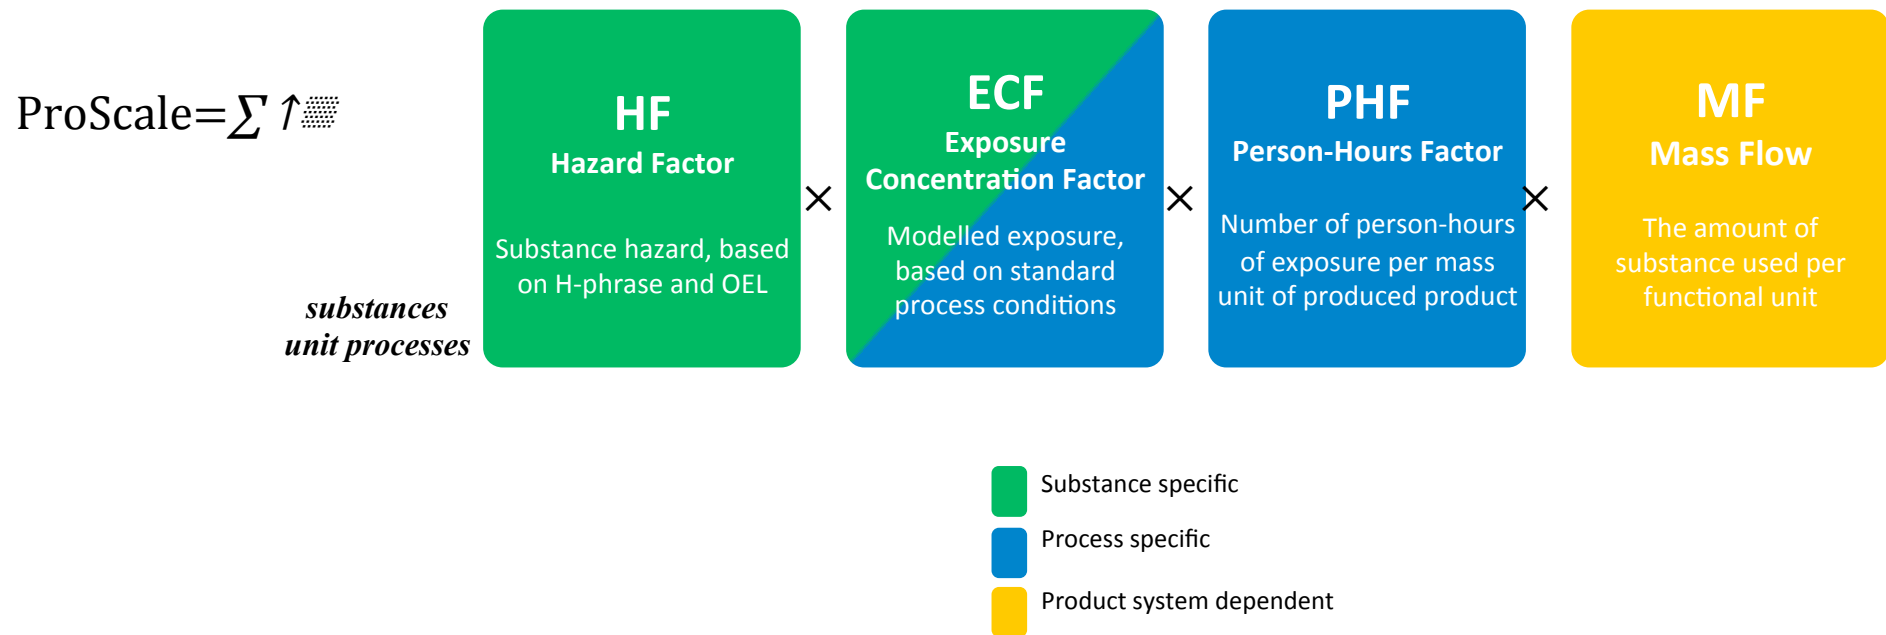 ProScale=∑↑
substances
unit processes
HF
Hazard Factor
Substance hazard, based
on H-phrase and OEL
×
ECF
Exposure
Concentration Factor
Modelled exposure,
based on standard
process conditions
×
PHF
Person-Hours Factor
Number of person-hours
of exposure per mass
unit of produced product
×
MF
Mass Flow
The amount of
substance used per
functional unit
Substance specific
Process specific
Product system dependent